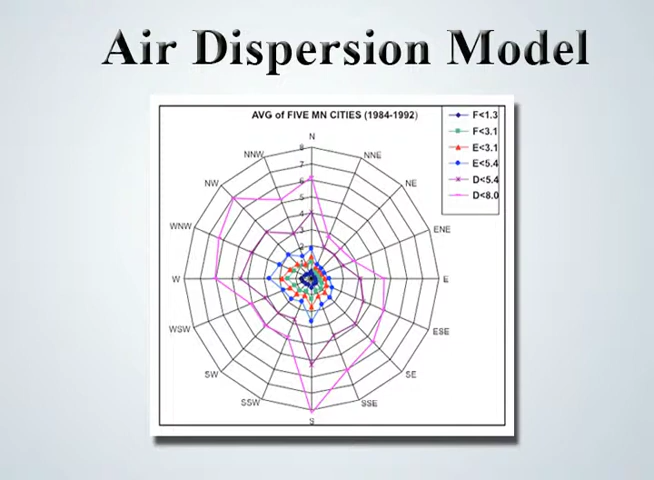 Air Dispersion Model
AVG of FIVE MN CITIES (1984-1992)
F<1.3
F<3.1
E<3.1
E<5.4
D<5.4
D<8.0
N
NNE
NE
ENE
E
ESE
SE
SSE
S
SSW
SW
WSW
W
WNW
NW
NNW
8
7
6
5
4
3
2